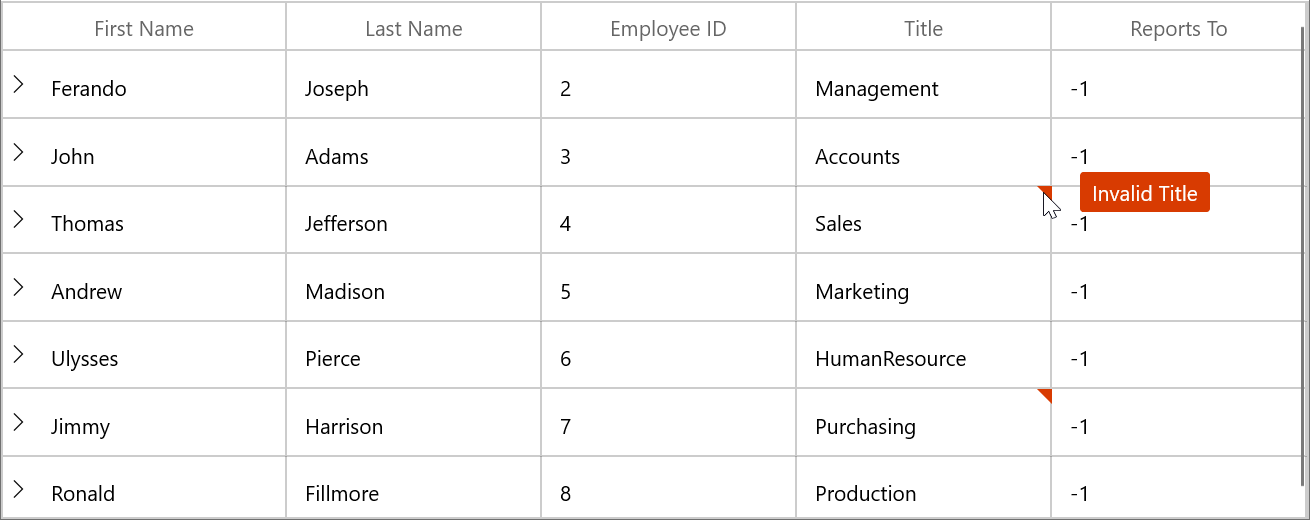 First Name Last Name Employee ID Title Reports To
Ferando Joseph 2 Management -1
John Adams 3 Accounts -1
Invalid Title
Thomas Jefferson 4 Sales -1
Andrew Madison 5 Marketing -1
Ulysses Pierce 6 HumanResource -1
Jimmy Harrison 7 Purchasing -1
Ronald Fillmore 8 Production -1